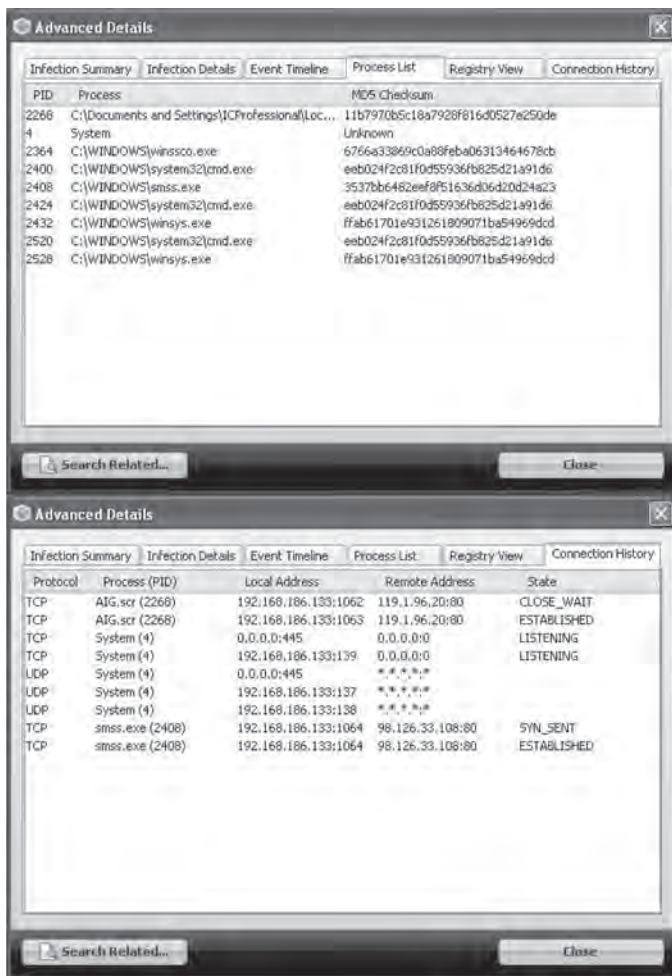 Advanced Details
Infection Summary Infection Details Event Timeline Process List Registry View Connection History
PID Process MD5 Checksum
2268 C:\Documents and Settings\ICProfessional\Loc... 11b7970b5c18a7928f816d0527e250de
4 System Unknown
2364 C:\WINDOWS\winssco.exe 6766a33869c0a88feba06313464678cb
2400 C:\WINDOWS\system32\cmd.exe eeb024f2c81f0d55936fb825d21a91d6
2408 C:\WINDOWS\smss.exe 3537bb6482eef8f51636d06d20d24a23
2424 C:\WINDOWS\system32\cmd.exe eeb024f2c81f0d55936fb825d21a91d6
2432 C:\WINDOWS\winsys.exe ffab61701e931261809071ba54969dcd
2520 C:\WINDOWS\system32\cmd.exe eeb024f2c81f0d55936fb825d21a91d6
2528 C:\WINDOWS\winsys.exe ffab61701e931261809071ba54969dcd
Search Related... Close
Advanced Details
Infection Summary Infection Details Event Timeline Process List Registry View Connection History
Protocol Process (PID) Local Address Remote Address State
TCP AIG.scr (2268) 192.168.186.133:1062 119.1.96.20:80 CLOSE_WAIT
TCP AIG.scr (2268) 192.168.186.133:1063 119.1.96.20:80 ESTABLISHED
TCP System (4) 0.0.0.0:445 0.0.0.0:0 LISTENING
TCP System (4) 192.168.186.133:139 0.0.0.0:0 LISTENING
UDP System (4) 0.0.0.0:445 *.*.*.*:*
UDP System (4) 192.168.186.133:137 *.*.*.*:*
UDP System (4) 192.168.186.133:138 *.*.*.*:*
TCP smss.exe (2408) 192.168.186.133:1064 98.126.33.108:80 SYN_SENT
TCP smss.exe (2408) 192.168.186.133:1064 98.126.33.108:80 ESTABLISHED
Search Related... Close